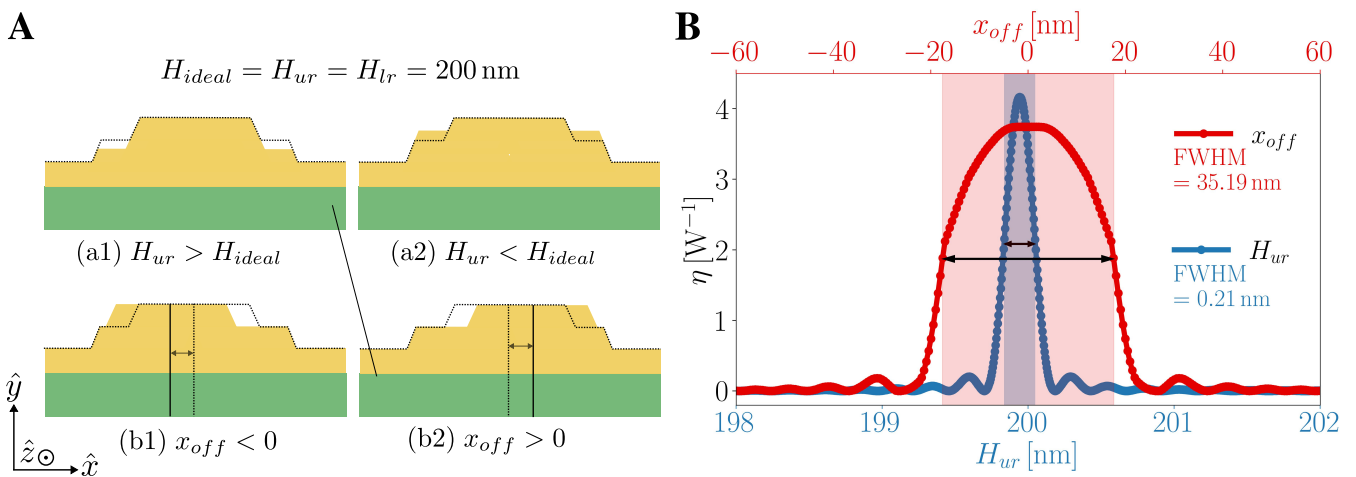 A
H_ideal = H_ur = H_lr = 200 nm
(a1) H_ur > H_ideal
(a2) H_ur < H_ideal
(b1) x_off < 0
(b2) x_off > 0
ŷ
ẑ
x̂
B
x_off [nm]
−60 −40 −20 0 20 40 60
η [W⁻¹]
4
3
2
1
0
x_off
FWHM
= 35.19 nm
H_ur
FWHM
= 0.21 nm
198 199 200 201 202
H_ur [nm]